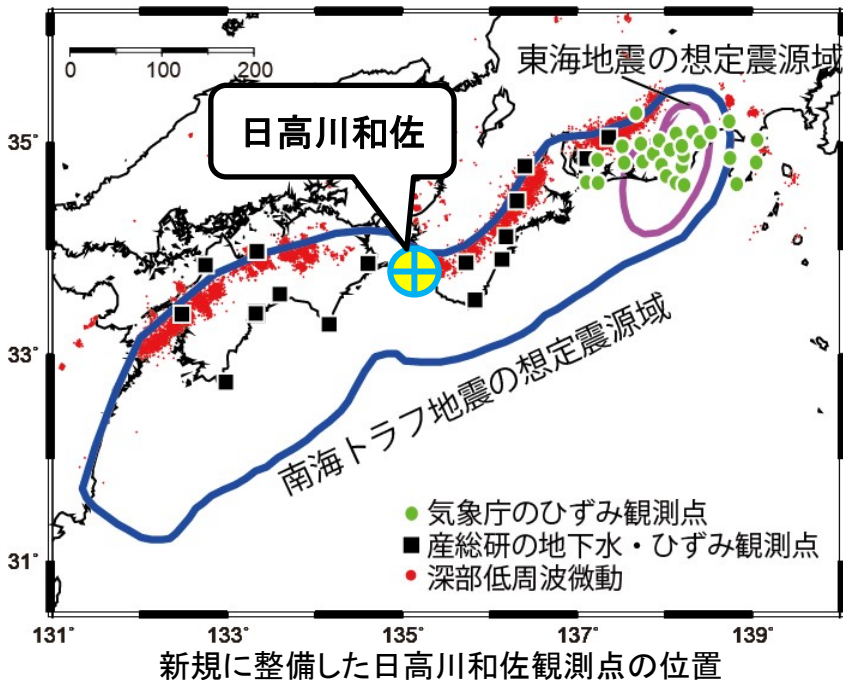 0 100 200
東海地震の想定震源域
日高川和佐
35°
33°
31°
南海トラフ地震の想定震源域
気象庁のひずみ観測点
産総研の地下水・ひずみ観測点
深部低周波微動
131° 133° 135° 137° 139°
新規に整備した日高川和佐観測点の位置